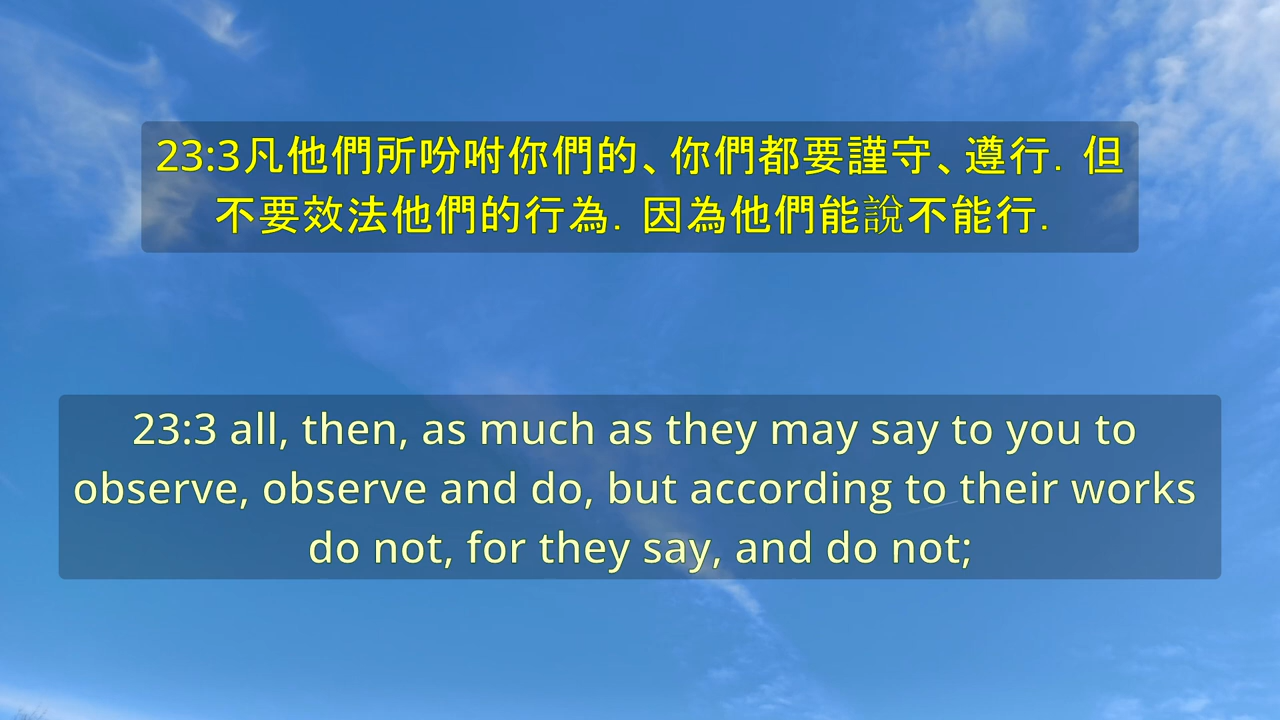 23:3凡他們所吩咐你們的、你們都要謹守、遵行．但
不要效法他們的行為．因為他們能說不能行．
23:3 all, then, as much as they may say to you to
observe, observe and do, but according to their works
do not, for they say, and do not;